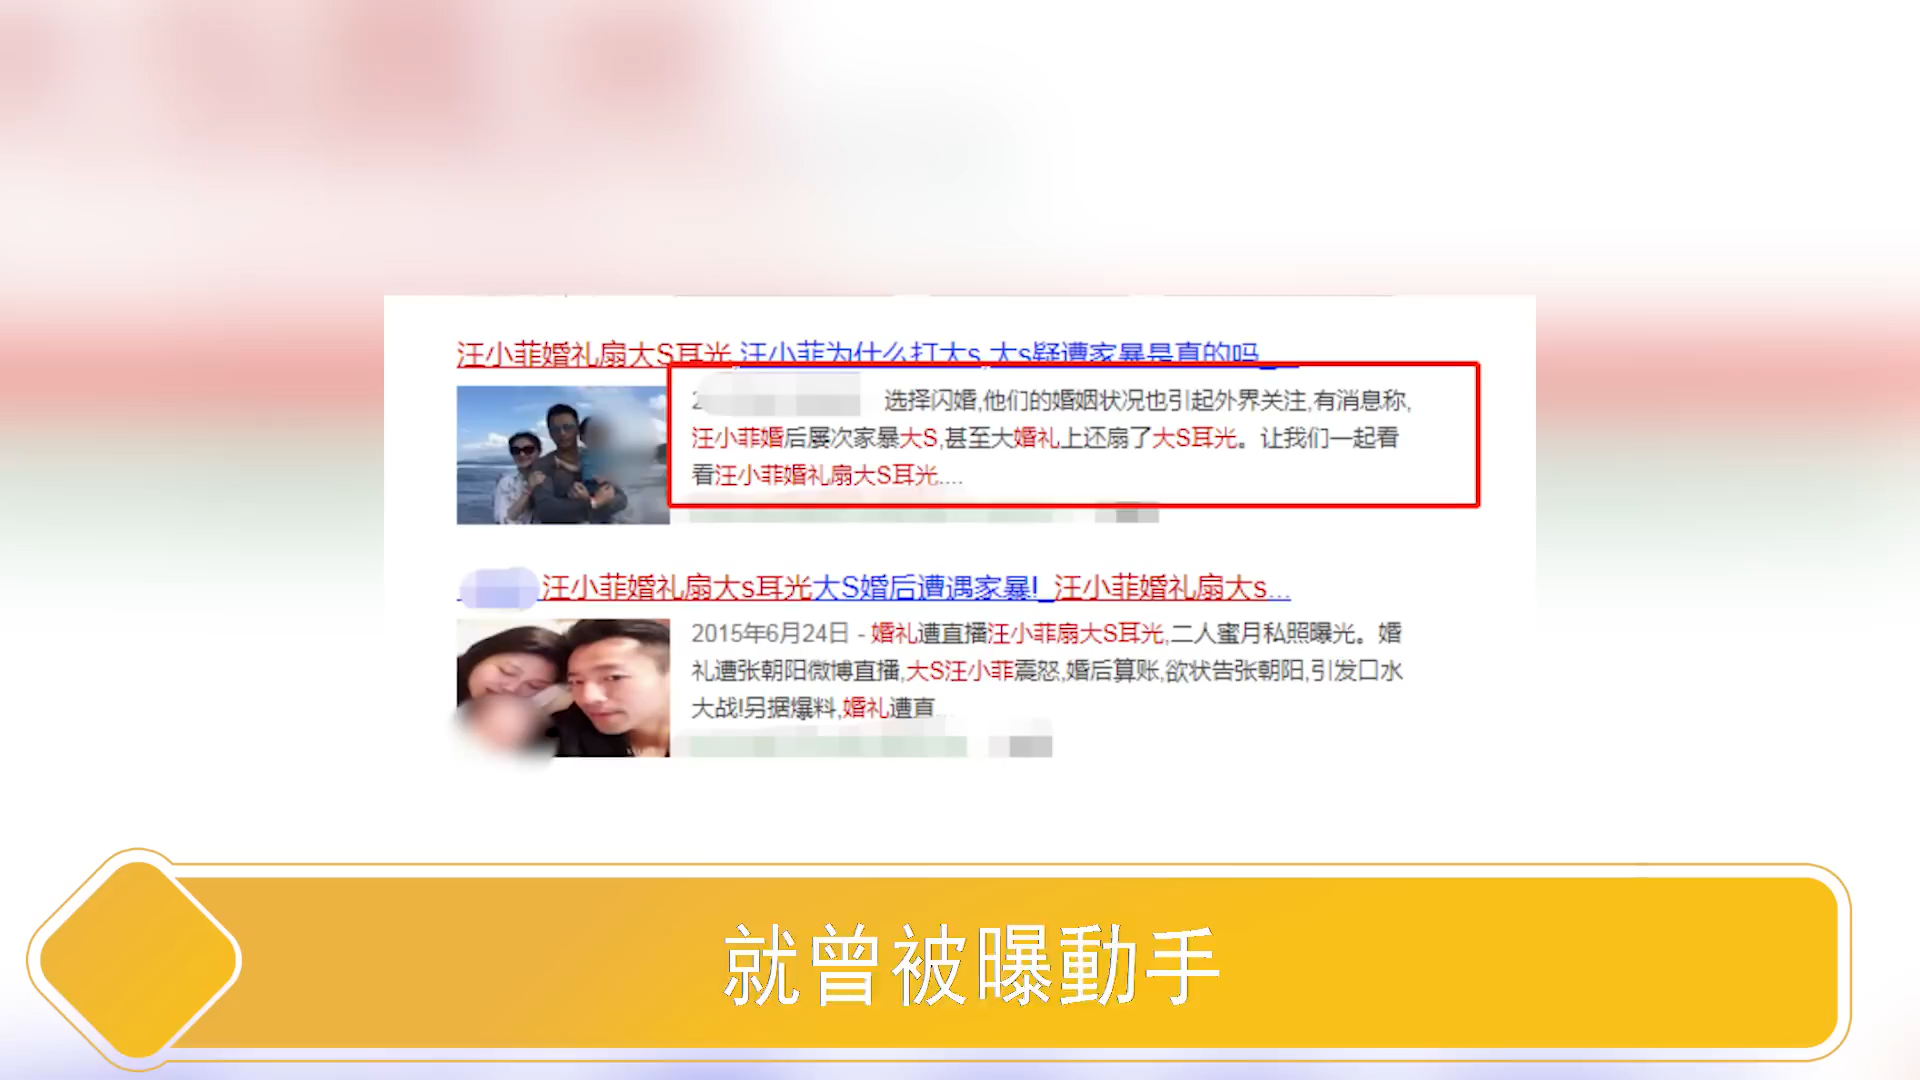 汪小菲婚礼扇大S耳光,汪小菲为什么打大s,大s疑遭家暴是真的吗_
选择闪婚,他们的婚姻状况也引起外界关注,有消息称,
汪小菲婚后屡次家暴大S,甚至大婚礼上还扇了大S耳光。让我们一起看
看汪小菲婚礼扇大S耳光....
汪小菲婚礼扇大s耳光大S婚后遭遇家暴!_汪小菲婚礼扇大s...
2015年6月24日 - 婚礼遭直播汪小菲扇大S耳光,二人蜜月私照曝光。婚
礼遭张朝阳微博直播,大S汪小菲震怒,婚后算账,欲状告张朝阳,引发口水
大战!另据爆料,婚礼遭直...
就曾被曝動手